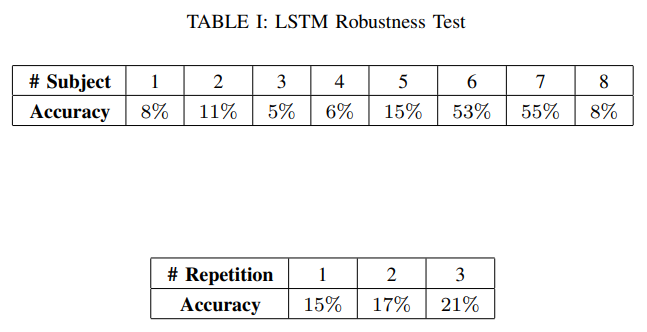 TABLE I: LSTM Robustness Test
# Subject 1 2 3 4 5 6 7 8
Accuracy 8% 11% 5% 6% 15% 53% 55% 8%
# Repetition 1 2 3
Accuracy 15% 17% 21%